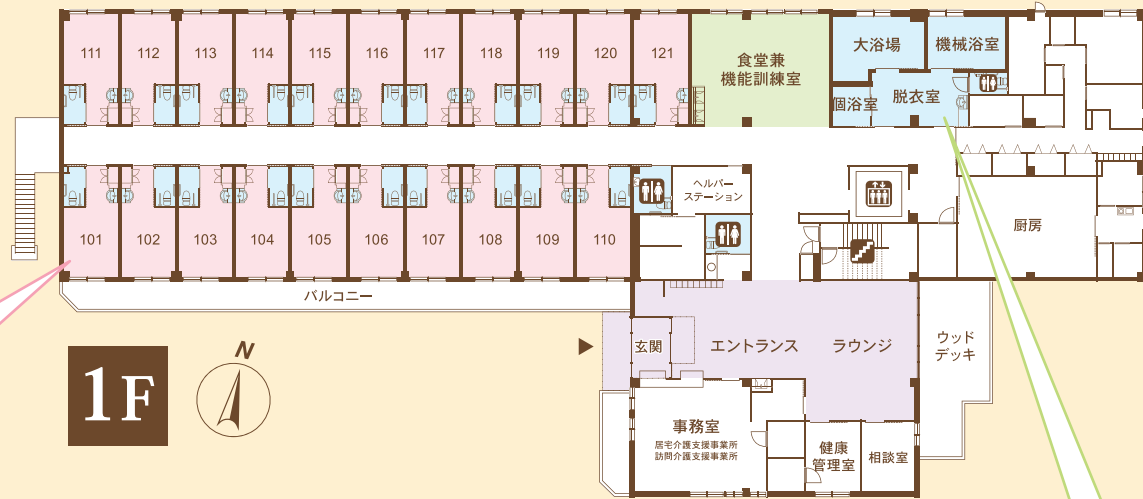 111
112
113
114
115
116
117
118
119
120
121
食堂兼
機能訓練室
大浴場
機械浴室
個浴室
脱衣室
ヘルパー
ステーション
厨房
101
102
103
104
105
106
107
108
109
110
バルコニー
玄関
エントランス
ラウンジ
ウッド
デッキ
事務室
居宅介護支援事業所
訪問介護支援事業所
健康
管理室
相談室
1F
N